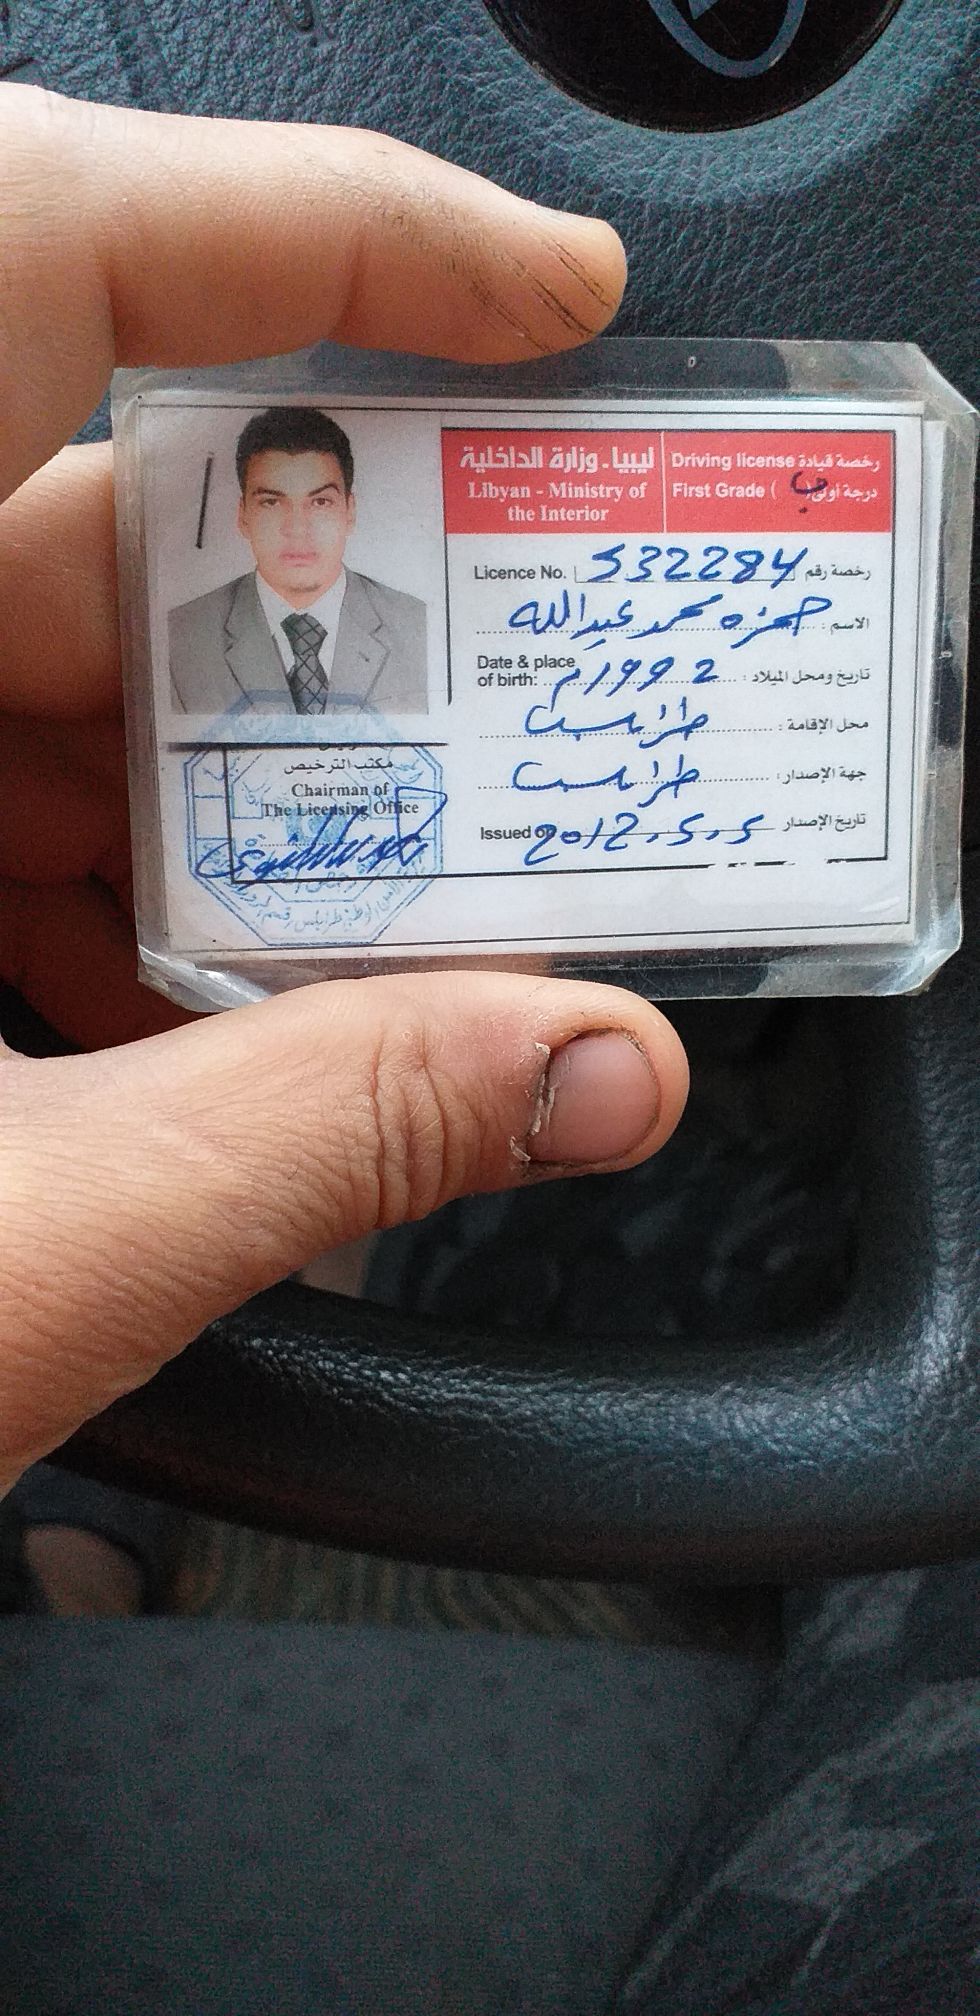 ليبيا - وزارة الداخلية
Libyan - Ministry of
the Interior
رخصة قيادة Driving license
First Grade ( ب ) درجة أولى
Licence No. 532284 رخصة رقم
الاسم : حمزه محمد عبدالله
Date & place
of birth: تاريخ ومحل الميلاد : 1992م
محل الإقامة : طرابلس
جهة الإصدار : طرابلس
Issued on 2012.5.5 تاريخ الإصدار
مكتب الترخيص
Chairman of
The Licensing Office